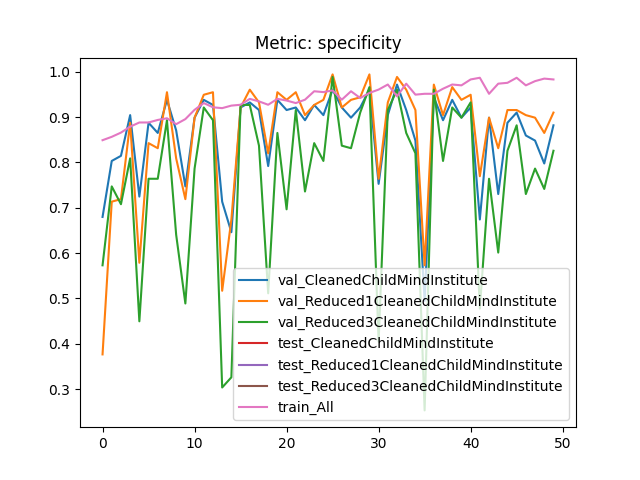 Metric: specificity
1.0
0.9
0.8
0.7
0.6
0.5
0.4
0.3
val_CleanedChildMindInstitute
val_Reduced1CleanedChildMindInstitute
val_Reduced3CleanedChildMindInstitute
test_CleanedChildMindInstitute
test_Reduced1CleanedChildMindInstitute
test_Reduced3CleanedChildMindInstitute
train_All
0 10 20 30 40 50